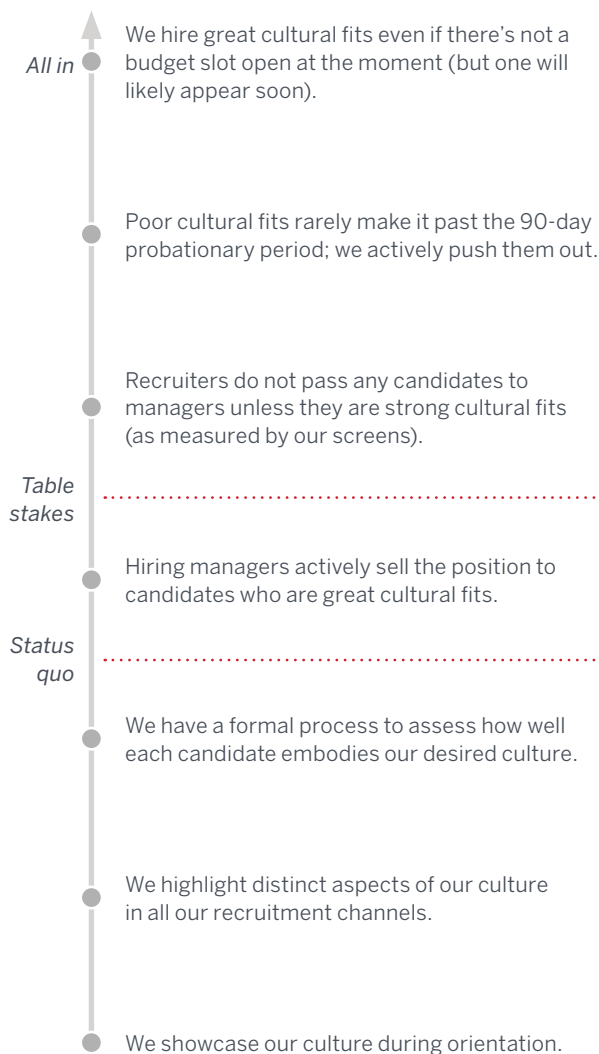 All in
We hire great cultural fits even if there's not a
budget slot open at the moment (but one will
likely appear soon).
Poor cultural fits rarely make it past the 90-day
probationary period; we actively push them out.
Recruiters do not pass any candidates to
managers unless they are strong cultural fits
(as measured by our screens).
Table
stakes
Hiring managers actively sell the position to
candidates who are great cultural fits.
Status
quo
We have a formal process to assess how well
each candidate embodies our desired culture.
We highlight distinct aspects of our culture
in all our recruitment channels.
We showcase our culture during orientation.